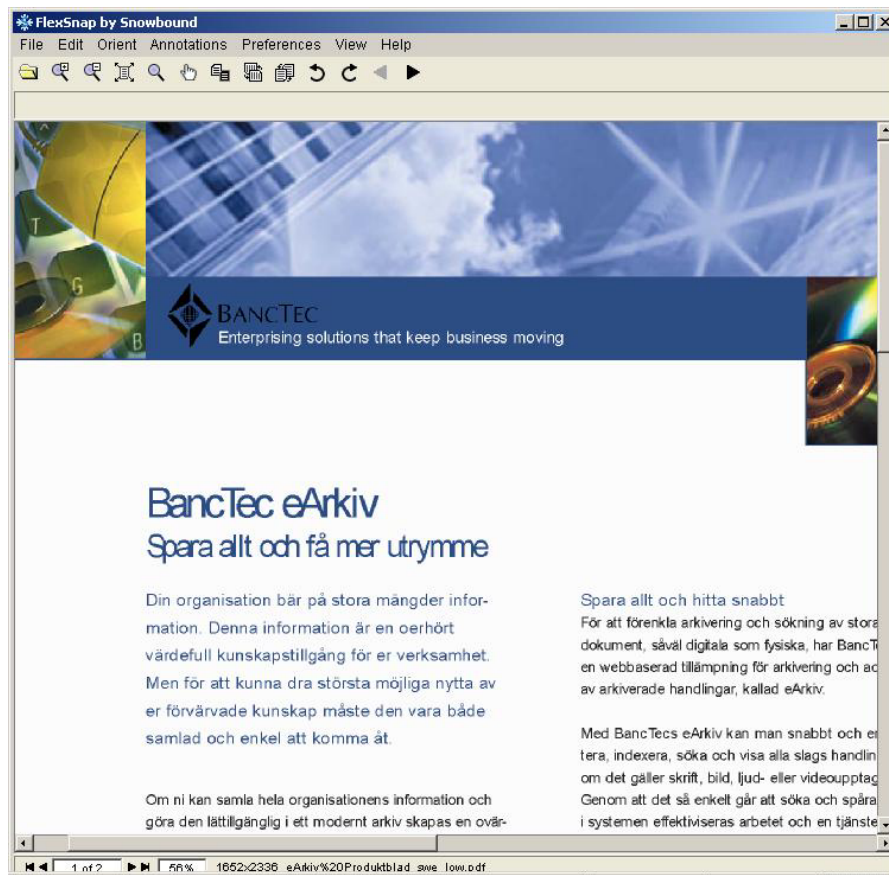 FlexSnap by Snowbound
File Edit Orient Annotations Preferences View Help
T
G
B
BANCTEC
Enterprising solutions that keep business moving
BancTec eArkiv
Spara allt och få mer utrymme
Din organisation bär på stora mängder infor-
mation. Denna information är en oerhört
värdefull kunskapstillgång för er verksamhet.
Men för att kunna dra största möjliga nytta av
er förvärvade kunskap måste den vara både
samlad och enkel att komma åt.
Om ni kan samla hela organisationens information och
göra den lättillgänglig i ett modernt arkiv skapas en ovär-
Spara allt och hitta snabbt
För att förenkla arkivering och sökning av stora
dokument, såväl digitala som fysiska, har BancT
en webbaserad tillämpning för arkivering och
av arkiverade handlingar, kallad eArkiv.
Med BancTecs eArkiv kan man snabbt och
tera, indexera, söka och visa alla slags handlin
om det gäller skrift, bild, ljud- eller videoupptag
Genom att det så enkelt går att söka och spåra
i systemen effektiviseras arbetet och en tjänste
1 of 2 56% 1652x2336 eArkiv%20Produktblad_swe_low.pdf